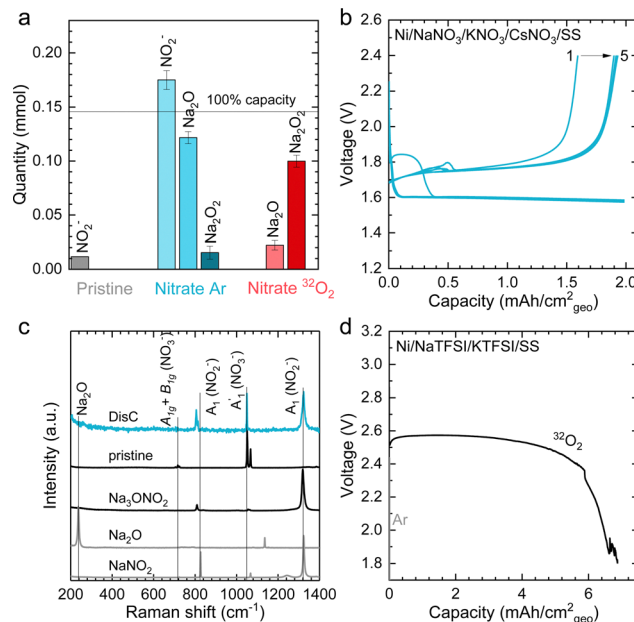 a
Quantity (mmol)
0.20
0.15
0.10
0.05
0.00
NO₂⁻
NO₂⁻
Na₂O
Na₂O₂
Na₂O
Na₂O₂
100% capacity
Pristine
Nitrate Ar
Nitrate ³²O₂
b
Ni/NaNO₃/KNO₃/CsNO₃/SS
1
5
Voltage (V)
2.4
2.2
2.0
1.8
1.6
1.4
1.2
0.0
0.5
1.0
1.5
2.0
Capacity (mAh/cm²geo)
c
Intensity (a.u.)
Na₂O
A₁g + B₁g (NO₃⁻)
A₁ (NO₂⁻)
A'₁ (NO₃⁻)
A₁ (NO₂⁻)
DisC
pristine
Na₃ONO₂
Na₂O
NaNO₂
200 400 600 800 1000 1200 1400
Raman shift (cm⁻¹)
d
Ni/NaTFSI/KTFSI/SS
³²O₂
Ar
Voltage (V)
3.2
3.0
2.8
2.6
2.4
2.2
2.0
1.8
0
2
4
6
Capacity (mAh/cm²geo)